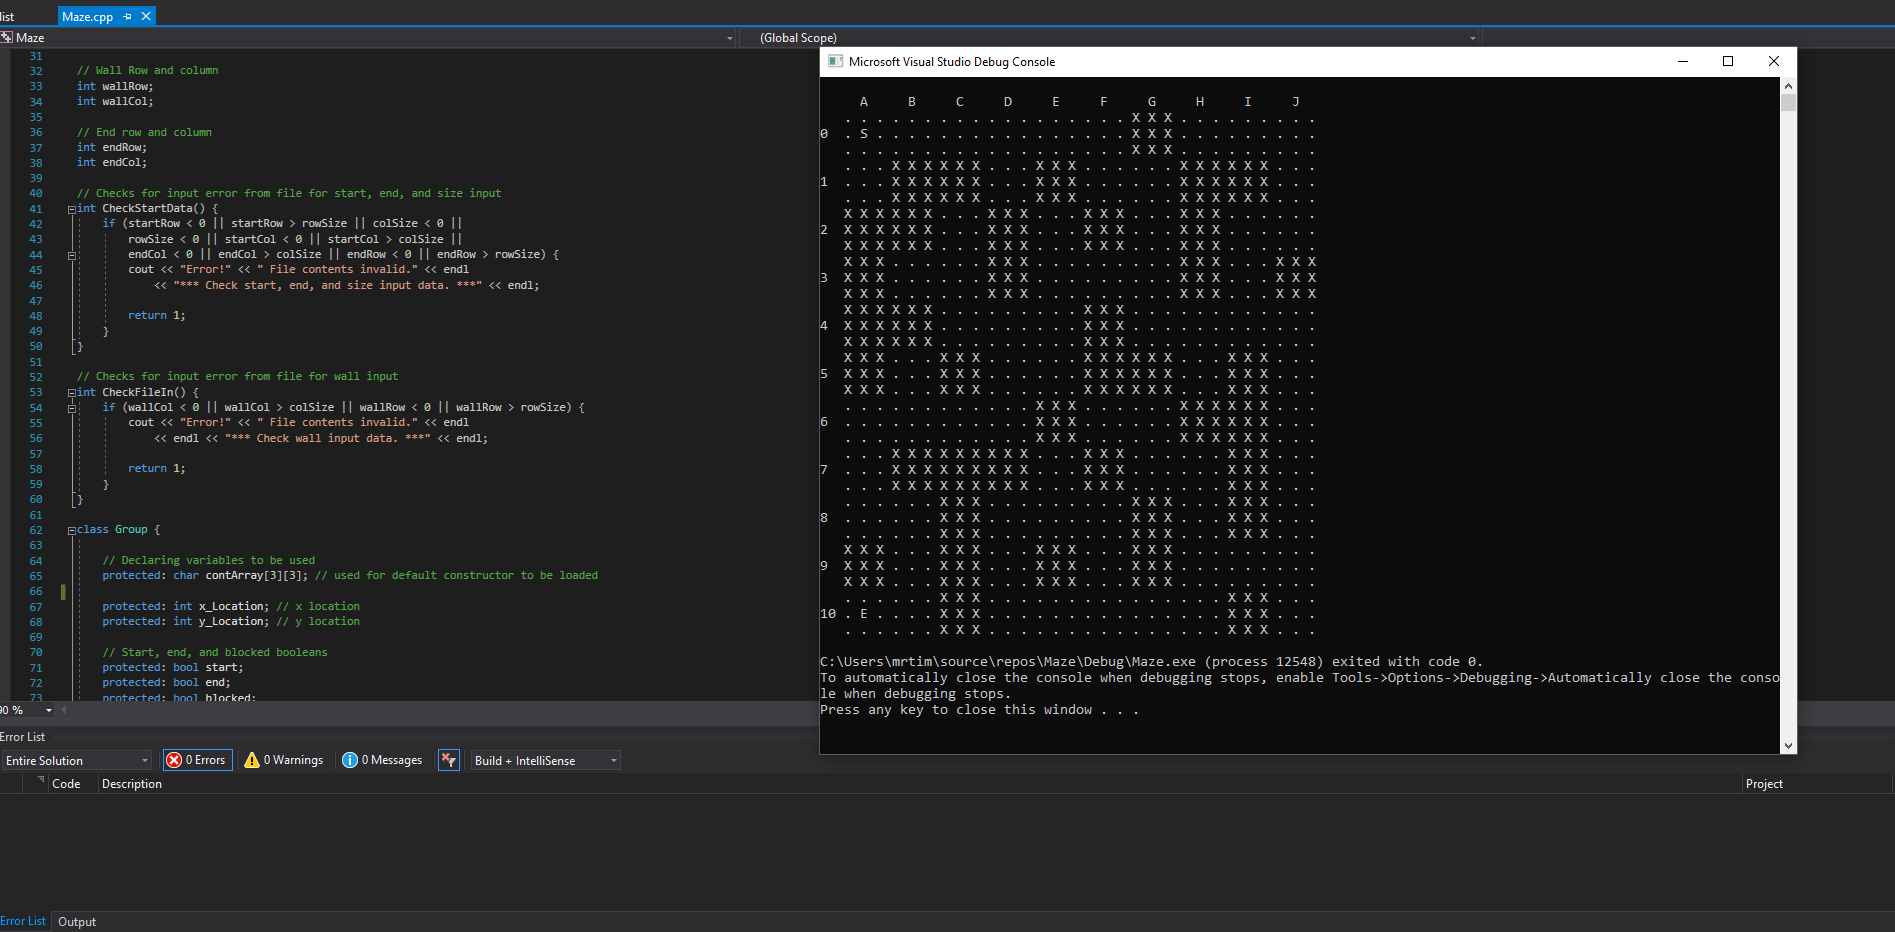 list
Maze.cpp
Maze
(Global Scope)
31
32 // Wall Row and column
33 int wallRow;
34 int wallCol;
35
36 // End row and column
37 int endRow;
38 int endCol;
39
40 // Checks for input error from file for start, end, and size input
41 int CheckStartData() {
42 if (startRow < 0 || startRow > rowSize || colSize < 0 ||
43 rowSize < 0 || startCol < 0 || startCol > colSize ||
44 endCol < 0 || endCol > colSize || endRow < 0 || endRow > rowSize) {
45 cout << "Error!" << " File contents invalid." << endl
46 << "*** Check start, end, and size input data. ***" << endl;
47
48 return 1;
49 }
50 }
51
52 // Checks for input error from file for wall input
53 int CheckFileIn() {
54 if (wallCol < 0 || wallCol > colSize || wallRow < 0 || wallRow > rowSize) {
55 cout << "Error!" << " File contents invalid." << endl
56 << endl << "*** Check wall input data. ***" << endl;
57
58 return 1;
59 }
60 }
61
62 class Group {
63
64 // Declaring variables to be used
65 protected: char contArray[3][3]; // used for default constructor to be loaded
66
67 protected: int x_Location; // x location
68 protected: int y_Location; // y location
69
70 // Start, end, and blocked booleans
71 protected: bool start;
72 protected: bool end;
73 protected: bool blocked;
90 %
Microsoft Visual Studio Debug Console
A B C D E F G H I J
. . . . . . . . . . . . . . . . . . X X X . . . . . . . . .
0 . S . . . . . . . . . . . . . . . . X X X . . . . . . . . .
. . . . . . . . . . . . . . . . . . X X X . . . . . . . . .
. . . X X X X X X . . . X X X . . . . . . X X X X X X . . .
1 . . . X X X X X X . . . X X X . . . . . . X X X X X X . . .
. . . X X X X X X . . . X X X . . . . . . X X X X X X . . .
X X X X X X . . . X X X . . . X X X . . . X X X . . . . . .
2 X X X X X X . . . X X X . . . X X X . . . X X X . . . . . .
X X X X X X . . . X X X . . . X X X . . . X X X . . . . . .
X X X . . . . . . X X X . . . . . . . . . X X X . . . X X X
3 X X X . . . . . . X X X . . . . . . . . . X X X . . . X X X
X X X . . . . . . X X X . . . . . . . . . X X X . . . X X X
X X X X X X . . . . . . . . . X X X . . . . . . . . . . . .
4 X X X X X X . . . . . . . . . X X X . . . . . . . . . . . .
X X X X X X . . . . . . . . . X X X . . . . . . . . . . . .
X X X . . . X X X . . . . . . X X X X X X . . . X X X . . .
5 X X X . . . X X X . . . . . . X X X X X X . . . X X X . . .
X X X . . . X X X . . . . . . X X X X X X . . . X X X . . .
. . . . . . . . . . . . X X X . . . . . . X X X X X X . . .
6 . . . . . . . . . . . . X X X . . . . . . X X X X X X . . .
. . . . . . . . . . . . X X X . . . . . . X X X X X X . . .
. . . X X X X X X X X X . . . X X X . . . . . . X X X . . .
7 . . . X X X X X X X X X . . . X X X . . . . . . X X X . . .
. . . X X X X X X X X X . . . X X X . . . . . . X X X . . .
. . . . . . X X X . . . . . . . . . X X X . . . X X X . . .
8 . . . . . . X X X . . . . . . . . . X X X . . . X X X . . .
. . . . . . X X X . . . . . . . . . X X X . . . X X X . . .
X X X . . . X X X . . . X X X . . . X X X . . . . . . . . .
9 X X X . . . X X X . . . X X X . . . X X X . . . . . . . . .
X X X . . . X X X . . . X X X . . . X X X . . . . . . . . .
. . . . . . X X X . . . . . . . . . . . . . . . X X X . . .
10 . E . . . . X X X . . . . . . . . . . . . . . . X X X . . .
. . . . . . X X X . . . . . . . . . . . . . . . X X X . . .
C:\Users\mrtim\source\repos\Maze\Debug\Maze.exe (process 12548) exited with code 0.
To automatically close the console when debugging stops, enable Tools->Options->Debugging->Automatically close the conso
le when debugging stops.
Press any key to close this window . . .
Error List
Entire Solution
0 Errors
0 Warnings
0 Messages
Build + IntelliSense
Code Description Project
Error List Output